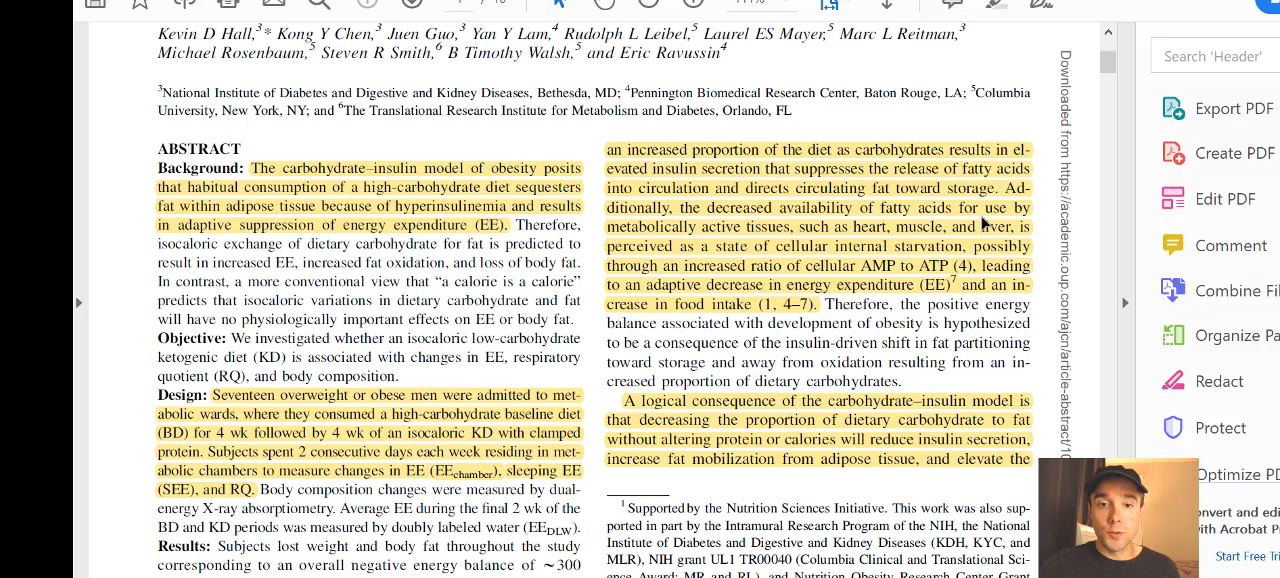 Kevin D Hall,³* Kong Y Chen,³ Juen Guo,³ Yan Y Lam,⁴ Rudolph L Leibel,⁵ Laurel ES Mayer,⁵ Marc L Reitman,³
Michael Rosenbaum,⁵ Steven R Smith,⁶ B Timothy Walsh,⁵ and Eric Ravussin⁴
³National Institute of Diabetes and Digestive and Kidney Diseases, Bethesda, MD; ⁴Pennington Biomedical Research Center, Baton Rouge, LA; ⁵Columbia
University, New York, NY; and ⁶The Translational Research Institute for Metabolism and Diabetes, Orlando, FL
ABSTRACT
Background: The carbohydrate–insulin model of obesity posits
that habitual consumption of a high-carbohydrate diet sequesters
fat within adipose tissue because of hyperinsulinemia and results
in adaptive suppression of energy expenditure (EE). Therefore,
isocaloric exchange of dietary carbohydrate for fat is predicted to
result in increased EE, increased fat oxidation, and loss of body fat.
In contrast, a more conventional view that “a calorie is a calorie”
predicts that isocaloric variations in dietary carbohydrate and fat
will have no physiologically important effects on EE or body fat.
Objective: We investigated whether an isocaloric low-carbohydrate
ketogenic diet (KD) is associated with changes in EE, respiratory
quotient (RQ), and body composition.
Design: Seventeen overweight or obese men were admitted to met-
abolic wards, where they consumed a high-carbohydrate baseline diet
(BD) for 4 wk followed by 4 wk of an isocaloric KD with clamped
protein. Subjects spent 2 consecutive days each week residing in met-
abolic chambers to measure changes in EE (EEchamber), sleeping EE
(SEE), and RQ. Body composition changes were measured by dual-
energy X-ray absorptiometry. Average EE during the final 2 wk of the
BD and KD periods was measured by doubly labeled water (EEDLW).
Results: Subjects lost weight and body fat throughout the study
corresponding to an overall negative energy balance of ∼300
an increased proportion of the diet as carbohydrates results in el-
evated insulin secretion that suppresses the release of fatty acids
into circulation and directs circulating fat toward storage. Ad-
ditionally, the decreased availability of fatty acids for use by
metabolically active tissues, such as heart, muscle, and liver, is
perceived as a state of cellular internal starvation, possibly
through an increased ratio of cellular AMP to ATP (4), leading
to an adaptive decrease in energy expenditure (EE)⁷ and an in-
crease in food intake (1, 4–7). Therefore, the positive energy
balance associated with development of obesity is hypothesized
to be a consequence of the insulin-driven shift in fat partitioning
toward storage and away from oxidation resulting from an in-
creased proportion of dietary carbohydrates.
A logical consequence of the carbohydrate–insulin model is
that decreasing the proportion of dietary carbohydrate to fat
without altering protein or calories will reduce insulin secretion,
increase fat mobilization from adipose tissue, and elevate the
¹ Supported by the Nutrition Sciences Initiative. This work was also sup-
ported in part by the Intramural Research Program of the NIH, the National
Institute of Diabetes and Digestive and Kidney Diseases (KDH, KYC, and
MLR), NIH grant UL1 TR00040 (Columbia Clinical and Translational Sci-
ence Award; MR and RL), and Nutrition Obesity Research Center Grant
Downloaded from https://academic.oup.com/ajcn/article-abstract/10
Search 'Header'
Export PDF
Create PDF
Edit PDF
Comment
Combine Fil
Organize Pa
Redact
Protect
Optimize PD
nvert and edi
with Acrobat P
Start Free Tri